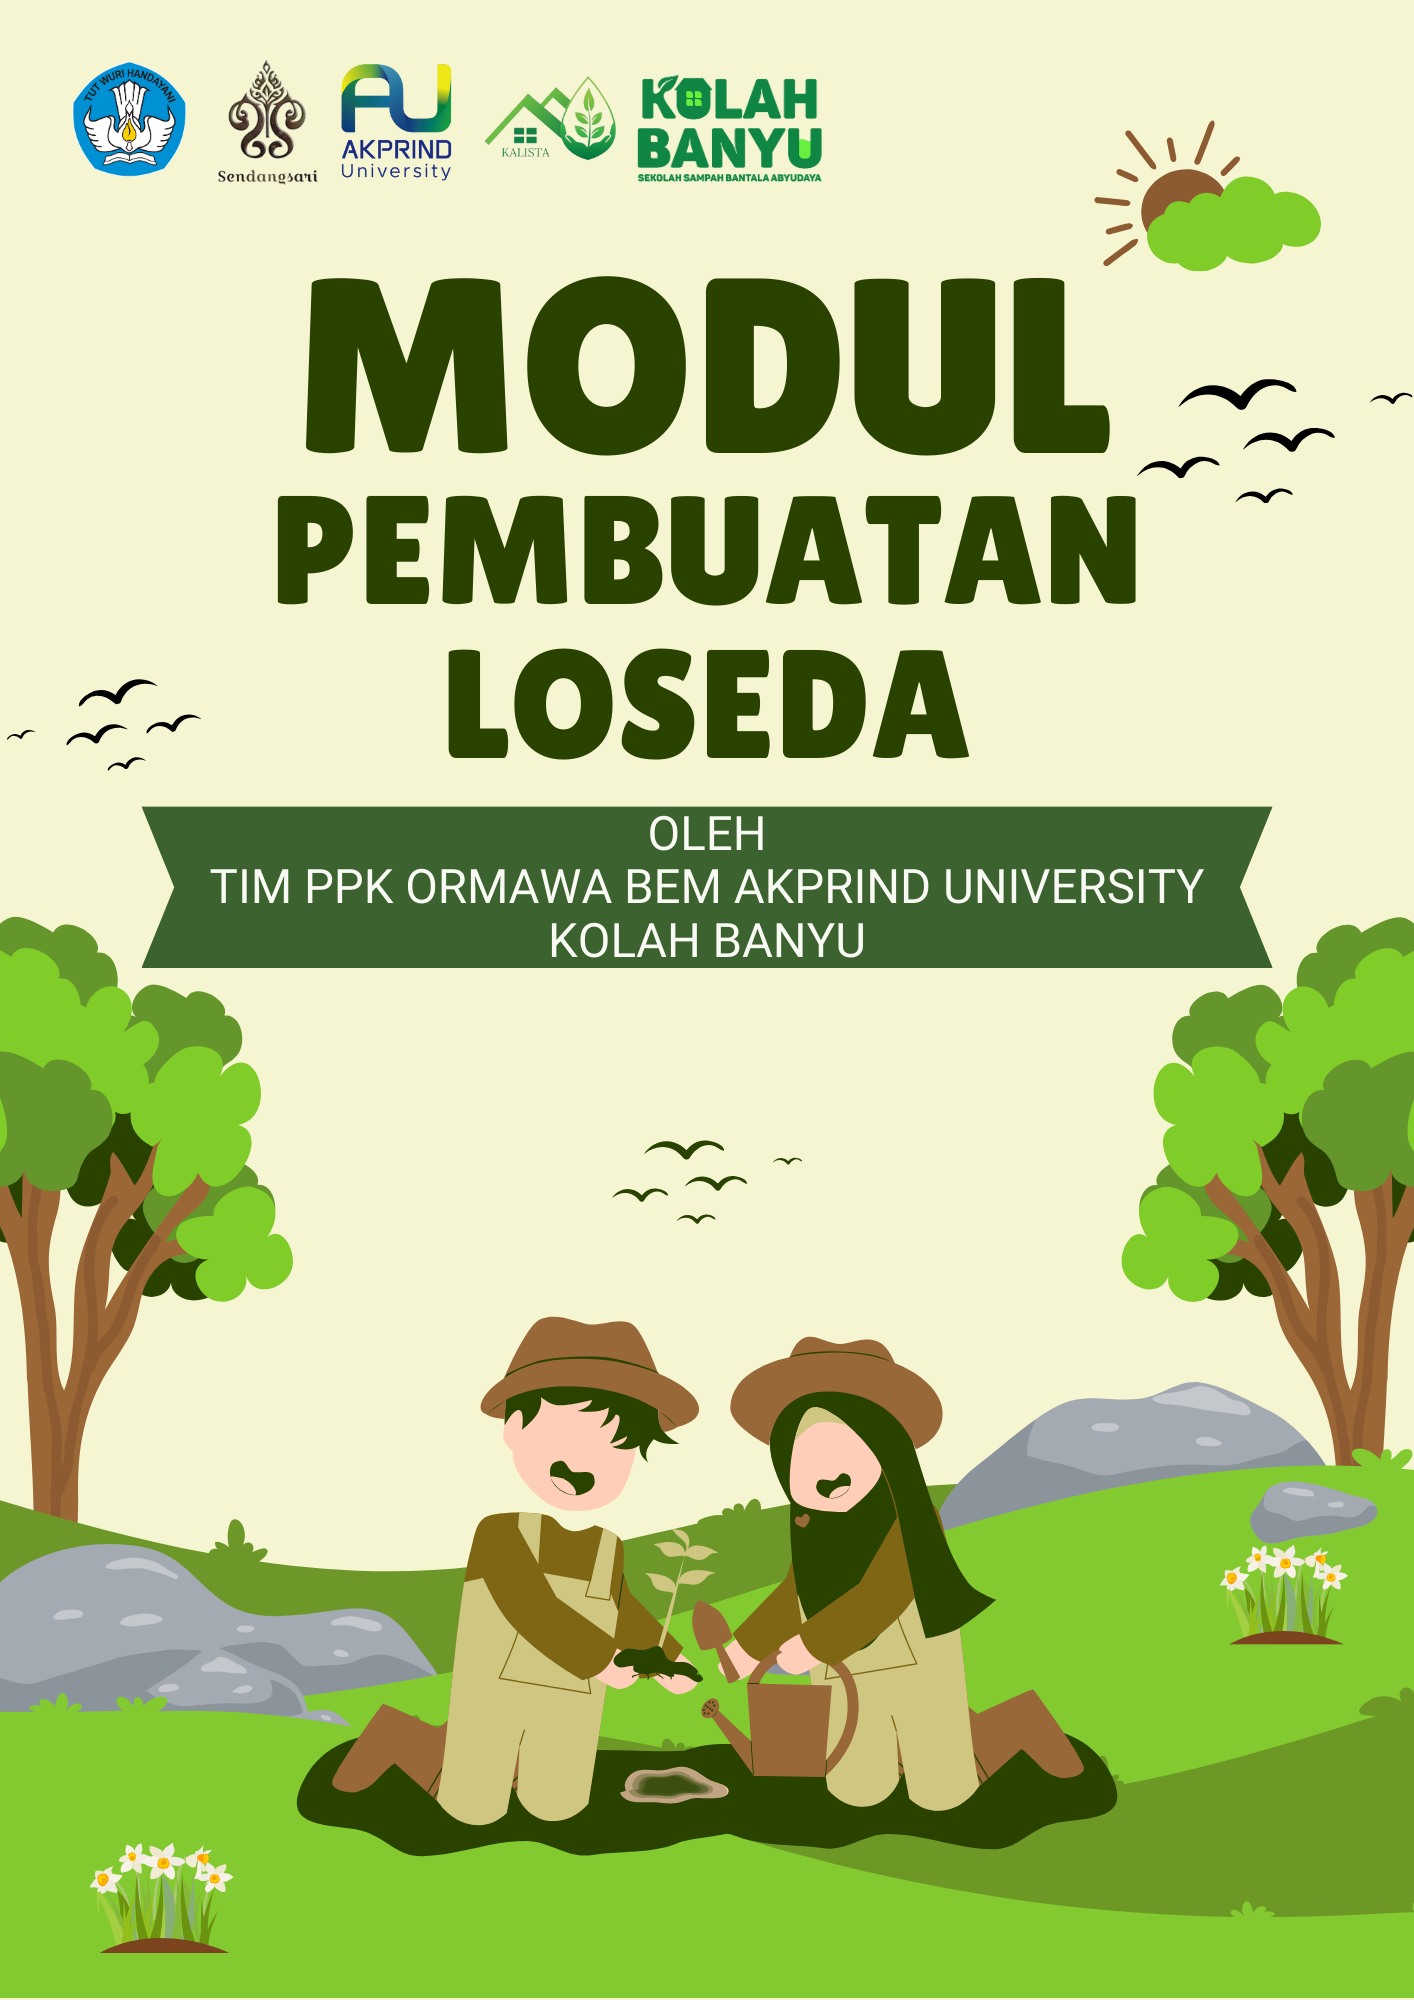 TUT WURI HANDAYANI
Sendangsari
AKPRIND
University
KALISTA
KOLAH
BANYU
SEKOLAH SAMPAH BANTALA ABYUDAYA
MODUL
PEMBUATAN
LOSEDA
OLEH
TIM PPK ORMAWA BEM AKPRIND UNIVERSITY
KOLAH BANYU